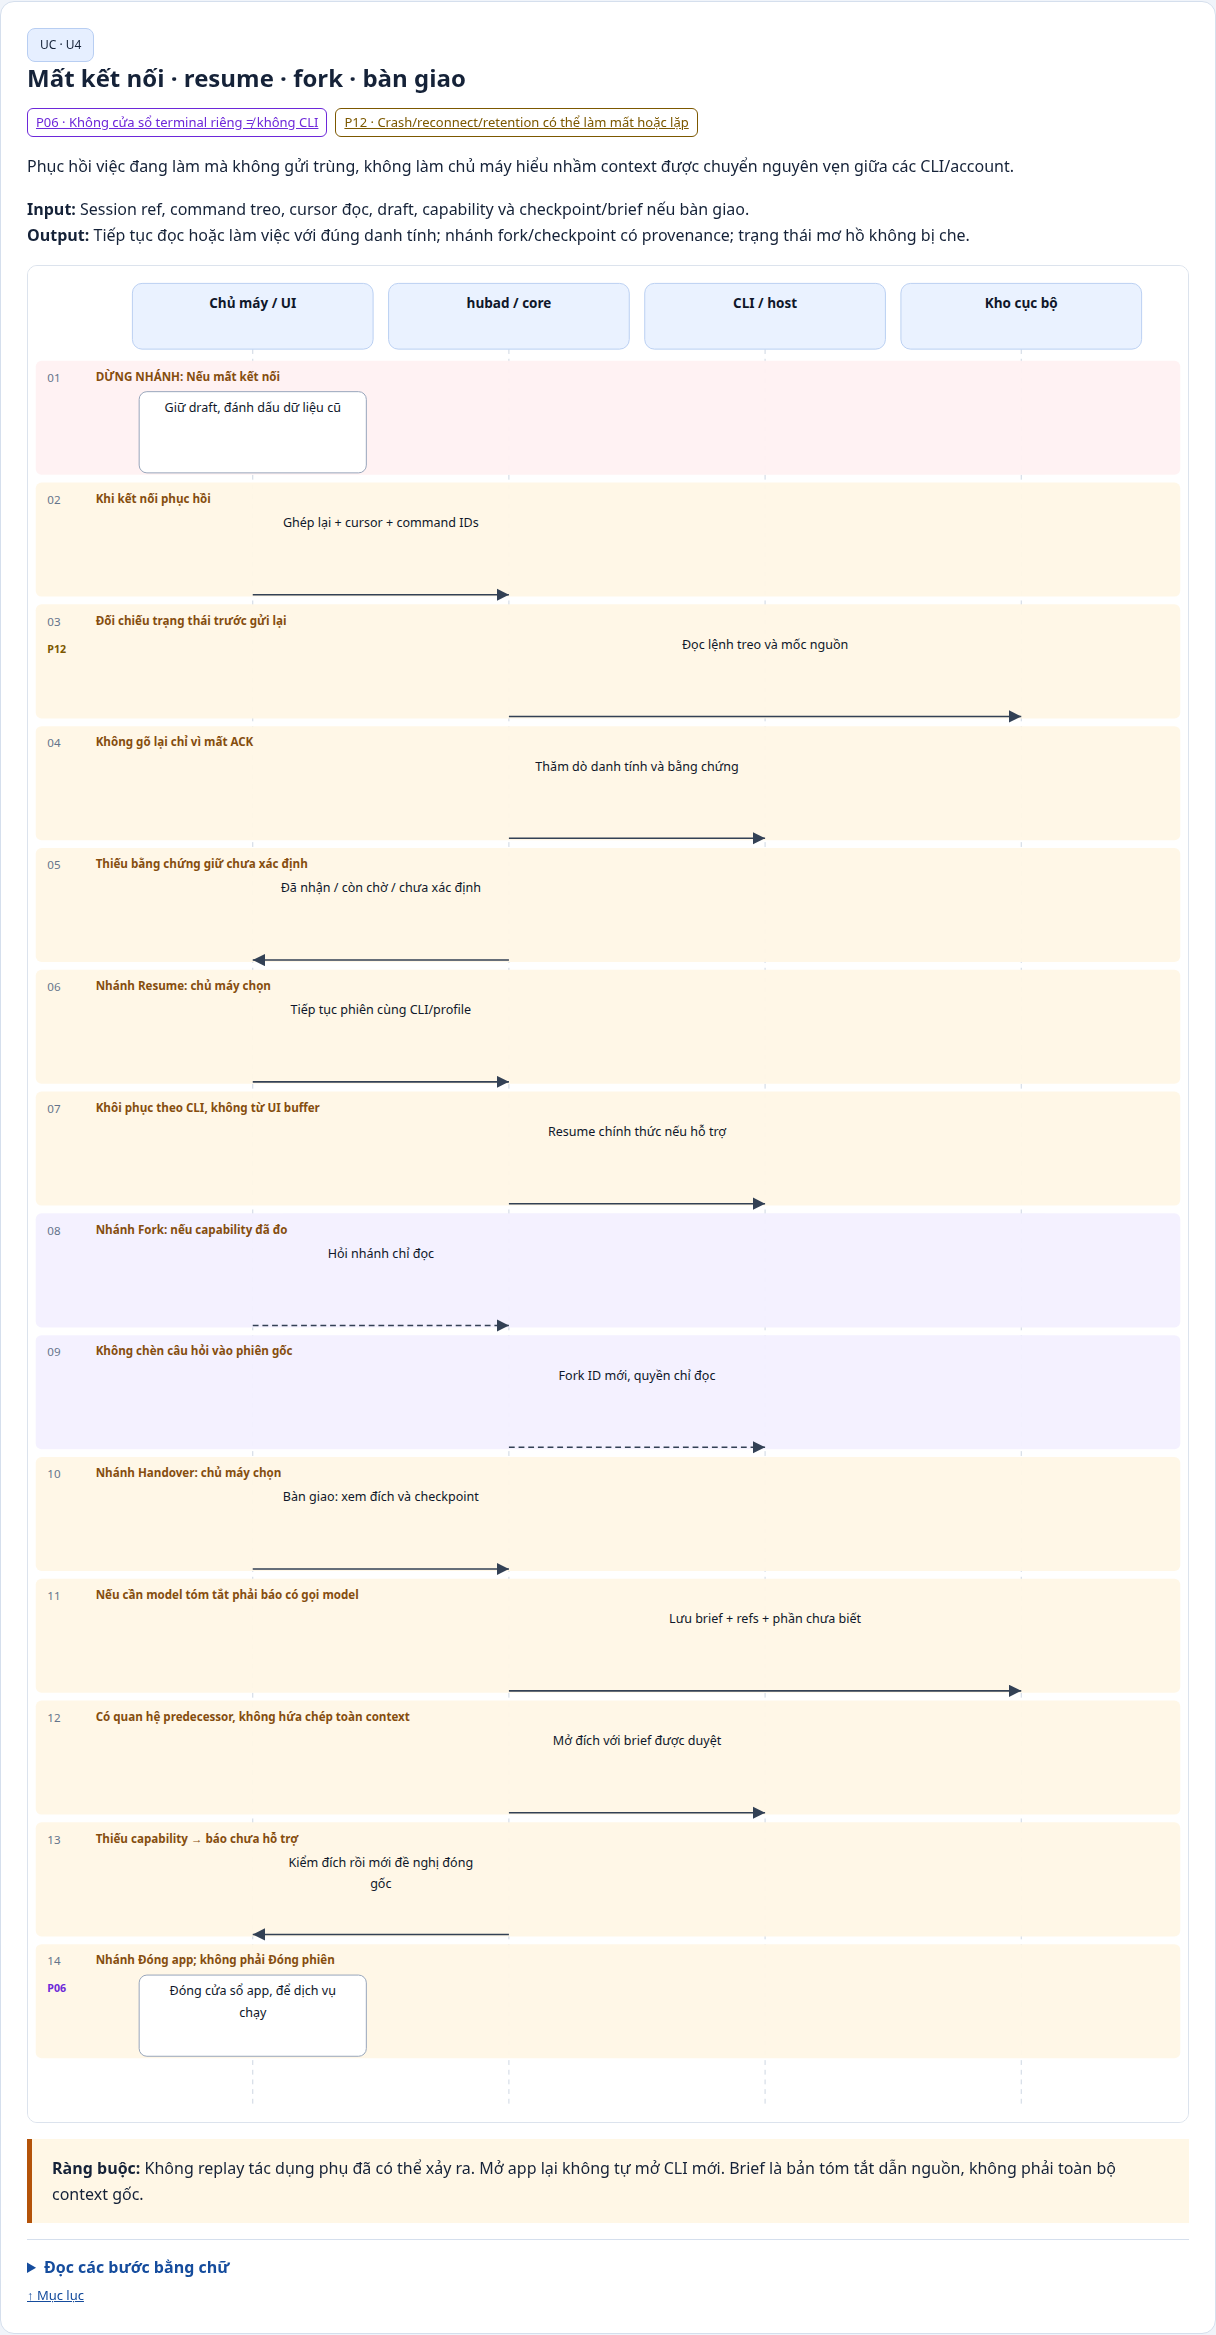 UC · U4
Mất kết nối · resume · fork · bàn giao
P06 · Không cửa sổ terminal riêng ≠ không CLI
P12 · Crash/reconnect/retention có thể làm mất hoặc lặp
Phục hồi việc đang làm mà không gửi trùng, không làm chủ máy hiểu nhầm context được chuyển nguyên vẹn giữa các CLI/account.
Input: Session ref, command treo, cursor đọc, draft, capability và checkpoint/brief nếu bàn giao.
Output: Tiếp tục đọc hoặc làm việc với đúng danh tính; nhánh fork/checkpoint có provenance; trạng thái mơ hồ không bị che.
Chủ máy / UI
hubad / core
CLI / host
Kho cục bộ
01
DỪNG NHÁNH: Nếu mất kết nối
Giữ draft, đánh dấu dữ liệu cũ
02
Khi kết nối phục hồi
Ghép lại + cursor + command IDs
03
Đối chiếu trạng thái trước gửi lại
P12
Đọc lệnh treo và mốc nguồn
04
Không gõ lại chỉ vì mất ACK
Thăm dò danh tính và bằng chứng
05
Thiếu bằng chứng giữ chưa xác định
Đã nhận / còn chờ / chưa xác định
06
Nhánh Resume: chủ máy chọn
Tiếp tục phiên cùng CLI/profile
07
Khôi phục theo CLI, không từ UI buffer
Resume chính thức nếu hỗ trợ
08
Nhánh Fork: nếu capability đã đo
Hỏi nhánh chỉ đọc
09
Không chèn câu hỏi vào phiên gốc
Fork ID mới, quyền chỉ đọc
10
Nhánh Handover: chủ máy chọn
Bàn giao: xem đích và checkpoint
11
Nếu cần model tóm tắt phải báo có gọi model
Lưu brief + refs + phần chưa biết
12
Có quan hệ predecessor, không hứa chép toàn context
Mở đích với brief được duyệt
13
Thiếu capability → báo chưa hỗ trợ
Kiểm đích rồi mới đề nghị đóng
gốc
14
Nhánh Đóng app; không phải Đóng phiên
P06
Đóng cửa sổ app, để dịch vụ
chạy
Ràng buộc: Không replay tác dụng phụ đã có thể xảy ra. Mở app lại không tự mở CLI mới. Brief là bản tóm tắt dẫn nguồn, không phải toàn bộ
context gốc.
▶ Đọc các bước bằng chữ
↑ Mục lục